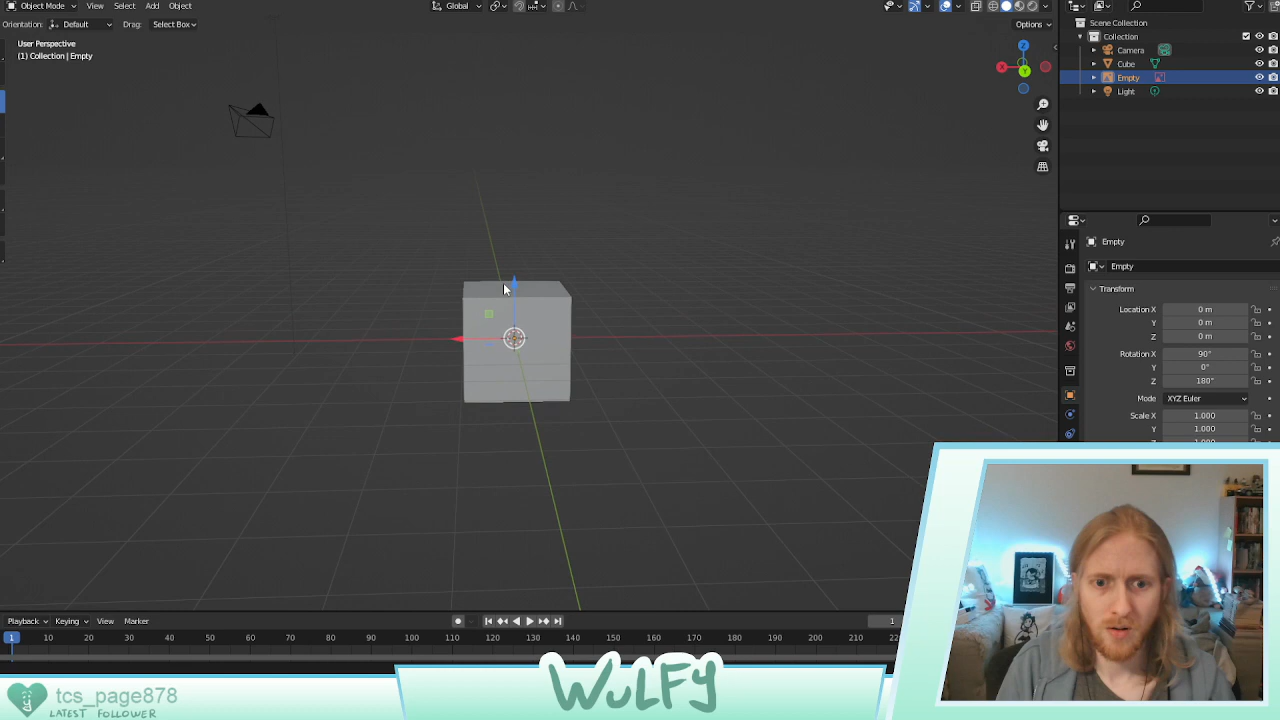 Object Mode View Select Add Object Global
Orientation: Default Drag: Select Box Options
User Perspective
(1) Collection | Empty
X
Y
Z
Scene Collection
Collection
Camera
Cube
Empty
Light
Empty
Empty
Transform
Location X 0 m
Y 0 m
Z 0 m
Rotation X 90°
Y 0°
Z 180°
Mode XYZ Euler
Scale X 1.000
Y 1.000
Playback Keying View Marker 1
1 10 20 30 40 50 60 70 80 90 100 110 120 130 140 150 160 170 180 190 200 210 220
tcs_page878
LATEST FOLLOWER
WULFY